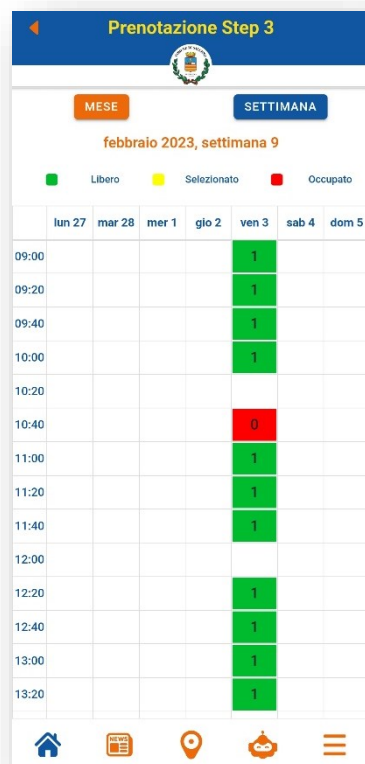 Prenotazione Step 3
MESE SETTIMANA
febbraio 2023, settimana 9
Libero Selezionato Occupato
lun 27 mar 28 mer 1 gio 2 ven 3 sab 4 dom 5
09:00 1
09:20 1
09:40 1
10:00 1
10:20
10:40 0
11:00 1
11:20 1
11:40 1
12:00
12:20 1
12:40 1
13:00 1
13:20 1
NEWS